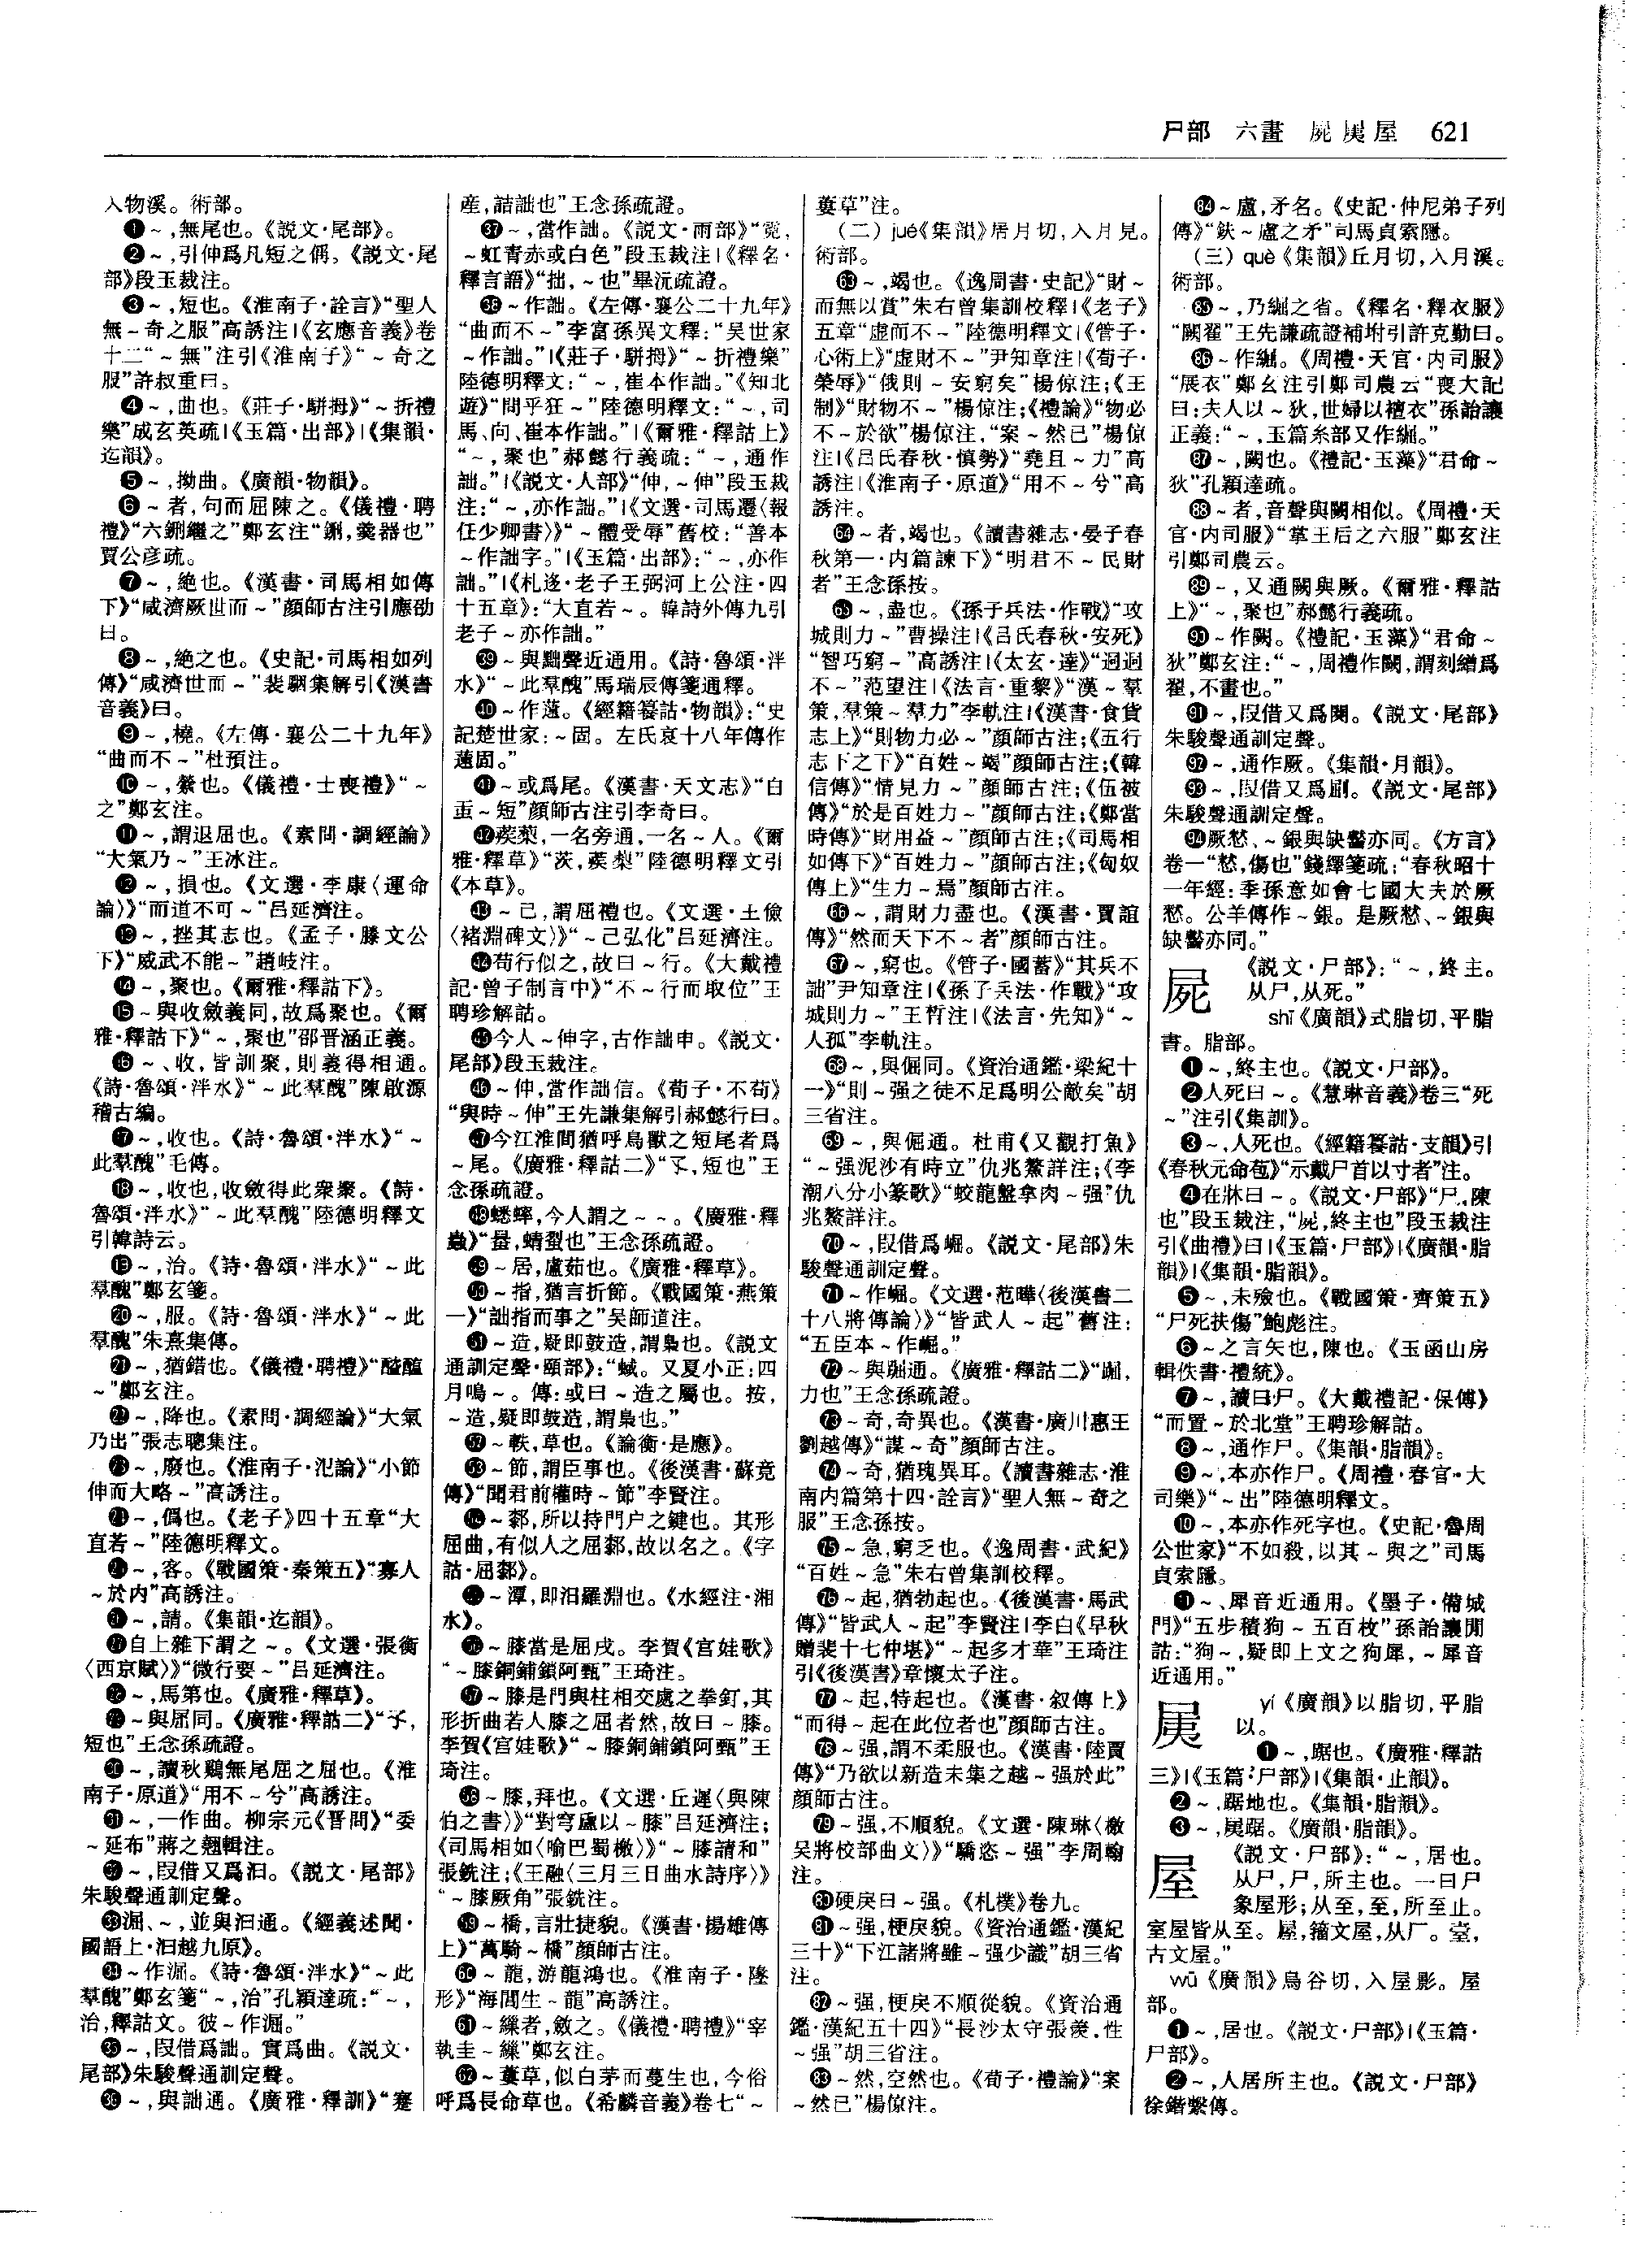 尸部 六畫 屍㞔屋 621
入物溪。術部。
❶～,無尾也。《説文·尾部》。
❷～,引伸爲凡短之偁。《説文·尾
部》段玉裁注。
❸～,短也。《淮南子·詮言》“聖人
無～奇之服”高誘注|《玄應音義》卷
十二“～無”注引《淮南子》“～奇之
服”許叔重曰。
❹～,曲也。《莊子·駢拇》“～折禮
樂”成玄英疏|《玉篇·出部》|《集韻·
迄韻》。
❺～,拗曲。《廣韻·物韻》。
❻～者,句而屈陳之。《儀禮·聘
禮》“六鉶繼之”鄭玄注“鉶,羹器也”
賈公彦疏。
❼～,絶也。《漢書·司馬相如傳
下》“咸濟厥世而～”顔師古注引應劭
曰。
❽～,絶之也。《史記·司馬相如列
傳》“咸濟世而～”裴駰集解引《漢書
音義》曰。
❾～,橈。《左傳·襄公二十九年》
“曲而不～”杜預注。
❿～,縈也。《儀禮·士喪禮》“～
之”鄭玄注。
⓫～,謂退屈也。《素問·調經論》
“大氣乃～”王冰注。
⓬～,損也。《文選·李康〈運命
論〉》“而道不可～”吕延濟注。
⓭～,挫其志也。《孟子·滕文公
下》“威武不能～”趙岐注。
⓮～,聚也。《爾雅·釋詁下》。
⓯～與收斂義同,故爲聚也。《爾
雅·釋詁下》“～,聚也”邵晋涵正義。
⓰～、收,皆訓聚,則義得相通。
《詩·魯頌·泮水》“～此羣醜”陳啟源
稽古編。
⓱～,收也。《詩·魯頌·泮水》“～
此羣醜”毛傳。
⓲～,收也,收斂得此衆聚。《詩·
魯頌·泮水》“～此羣醜”陸德明釋文
引韓詩云。
⓳～,治。《詩·魯頌·泮水》“～此
羣醜”鄭玄箋。
⓴～,服。《詩·魯頌·泮水》“～此
羣醜”朱熹集傳。
㉑～,猶錯也。《儀禮·聘禮》“醯醢
～”鄭玄注。
㉒～,降也。《素問·調經論》“大氣
乃出”張志聰集注。
㉓～,廢也。《淮南子·氾論》“小節
伸而大略～”高誘注。
㉔～,僞也。《老子》四十五章“大
直若～”陸德明釋文。
㉕～,客。《戰國策·秦策五》“寡人
～於内”高誘注。
㉖～,請。《集韻·迄韻》。
㉗自上雜下謂之～。《文選·張衡
〈西京賦〉》“微行要～”吕延濟注。
㉘～,馬第也。《廣雅·釋草》。
㉙～與屈同。《廣雅·釋詁二》“孓,
短也”王念孫疏證。
㉚～,讀秋鷄無尾屈之屈也。《淮
南子·原道》“用不～兮”高誘注。
㉛～,一作曲。柳宗元《晋問》“委
～延布”蔣之翹輯注。
㉜～,叚借又爲汩。《説文·尾部》
朱駿聲通訓定聲。
㉝淈、～,並與汩通。《經義述聞·
國語上·汩越九原》。
㉞～作淈。《詩·魯頌·泮水》“～此
羣醜”鄭玄箋“～,治”孔穎達疏:“～,
治,釋詁文。彼～作淈。”
㉟～,叚借爲詘。實爲曲。《説文·
尾部》朱駿聲通訓定聲。
㊱～,與詘通。《廣雅·釋訓》“蹇
産,詰詘也”王念孫疏證。
㊲～,當作詘。《説文·雨部》“霓,
～虹青赤或白色”段玉裁注|《釋名·
釋言語》“拙,～也”畢沅疏證。
㊳～作詘。《左傳·襄公二十九年》
“曲而不～”李富孫異文釋:“吴世家
～作詘。”|《莊子·駢拇》“～折禮樂”
陸德明釋文:“～,崔本作詘。”《知北
遊》“問乎狂～”陸德明釋文:“～,司
馬、向、崔本作詘。”|《爾雅·釋詁上》
“～,聚也”郝懿行義疏:“～,通作
詘。”|《説文·人部》“伸,～伸”段玉裁
注:“～,亦作詘。”|《文選·司馬遷〈報
任少卿書〉》“～體受辱”舊校:“善本
～作詘字。”|《玉篇·出部》:“～,亦作
詘。”|《札迻·老子王弼河上公注·四
十五章》:“大直若～。韓詩外傳九引
老子～亦作詘。”
㊴～與黜聲近通用。《詩·魯頌·泮
水》“～此羣醜”馬瑞辰傳箋通釋。
㊵～作薳。《經籍籑詁·物韻》:“史
記楚世家:～固。左氏哀十八年傳作
薳固。”
㊶～或爲尾。《漢書·天文志》“白
虹～短”顔師古注引李奇曰。
㊷蒺蔾,一名旁通,一名～人。《爾
雅·釋草》“茨,蒺蔾”陸德明釋文引
《本草》。
㊸～己,謂屈禮也。《文選·王儉
〈褚淵碑文〉》“～己弘化”吕延濟注。
㊹苟行似之,故曰～行。《大戴禮
記·曾子制言中》“不～行而取位”王
聘珍解詁。
㊺今人～伸字,古作詘申。《説文·
尾部》段玉裁注。
㊻～仲,當作詘信。《荀子·不苟》
“與時～伸”王先謙集解引郝懿行曰。
㊼今江淮間猶呼鳥獸之短尾者爲
～尾。《廣雅·釋詁二》“孓,短也”王
念孫疏證。
㊽蟋蟀,今人謂之～～。《廣雅·釋
蟲》“蛬,蜻蛚也”王念孫疏證。
㊾～居,盧茹也。《廣雅·釋草》。
㊿～指,猶言折節。《戰國策·燕策
一》“詘指而事之”吴師道注。
51～造,疑即鼓造,謂梟也。《説文
通訓定聲·頤部》:“蜮。又夏小正:四
月鳴～。傳:或曰～造之屬也。按,
～造,疑即鼓造,謂梟也。”
52～軼,草也。《論衡·是應》。
53～節,謂臣事也。《後漢書·蘇竟
傳》“聞君前權時～節”李賢注。
54～郄,所以持門户之鍵也。其形
屈曲,有似人之屈郄,故以名之。《字
詁·屈郄》。
55～潭,即汨羅淵也。《水經注·湘
水》。
56～膝當是屈戌。李賀《宫娃歌》
“～膝銅鋪鎖阿甄”王琦注。
57～膝是門與柱相交處之拳釘,其
形折曲若人膝之屈者然,故曰～膝。
李賀《宫娃歌》“～膝銅鋪鎖阿甄”王
琦注。
58～膝,拜也。《文選·丘遲〈與陳
伯之書〉》“對穹廬以～膝”吕延濟注;
《司馬相如〈喻巴蜀檄〉》“～膝請和”
張銑注;《王融〈三月三日曲水詩序〉》
“～膝厥角”張銑注。
59～橋,言壯捷貌。《漢書·揚雄傳
上》“萬騎～橋”顔師古注。
60～龍,游龍鴻也。《淮南子·墬
形》“海閭生～龍”高誘注。
61～繅者,斂之。《儀禮·聘禮》“宰
執圭～繅”鄭玄注。
62～蔓草,似白茅而蔓生也,今俗
呼爲長命草也。《希麟音義》卷七“～
蔓草”注。
(二)jué《集韻》居月切,入月見。
術部。
63～,竭也。《逸周書·史記》“財～
而無以賞”朱右曾集訓校釋|《老子》
五章“虚而不～”陸德明釋文|《管子·
心術上》“虚財不～”尹知章注|《荀子·
榮辱》“俄則～安窮矣”楊倞注;《王
制》“財物不～”楊倞注;《禮論》“物必
不～於欲”楊倞注,“案～然已”楊倞
注|《吕氏春秋·慎勢》“堯且～力”高
誘注|《淮南子·原道》“用不～兮”高
誘注。
64～者,竭也。《讀書雜志·晏子春
秋第一·内篇諫下》“明君不～民財
者”王念孫按。
65～,盡也。《孫子兵法·作戰》“攻
城則力～”曹操注|《吕氏春秋·安死》
“智巧窮～”高誘注|《太玄·達》“迵迵
不～”范望注|《法言·重黎》“漢～羣
策,羣策～羣力”李軌注|《漢書·食貨
志上》“則物力必～”顔師古注;《五行
志下之下》“百姓～竭”顔師古注;《韓
信傳》“情見力～”顔師古注;《伍被
傳》“於是百姓力～”顔師古注;《鄭當
時傳》“財用益～”顔師古注;《司馬相
如傳下》“百姓力～”顔師古注;《匈奴
傳上》“生力～焉”顔師古注。
66～,謂財力盡也。《漢書·賈誼
傳》“然而天下不～者”顔師古注。
67～,窮也。《管子·國蓄》“其兵不
詘”尹知章注|《孫子兵法·作戰》“攻
城則力～”王晳注|《法言·先知》“～
人孤”李軌注。
68～,與倔同。《資治通鑑·梁紀十
一》“則～强之徒不足爲明公敵矣”胡
三省注。
69～,與倔通。杜甫《又觀打魚》
“～强泥沙有時立”仇兆鰲詳注;《李
潮八分小篆歌》“蛟龍盤拿肉～强”仇
兆鰲詳注。
70～,叚借爲崛。《説文·尾部》朱
駿聲通訓定聲。
71～作崛。《文選·范曄〈後漢書二
十八將傳論〉》“皆武人～起”舊注:
“五臣本～作崛。”
72～與𠜾通。《廣雅·釋詁二》“𠜾,
力也”王念孫疏證。
73～奇,奇異也。《漢書·廣川惠王
劉越傳》“謀～奇”顔師古注。
74～奇,猶瑰異耳。《讀書雜志·淮
南内篇第十四·詮言》“聖人無～奇之
服”王念孫按。
75～急,窮乏也。《逸周書·武紀》
“百姓～急”朱右曾集訓校釋。
76～起,猶勃起也。《後漢書·馬武
傳》“皆武人～起”李賢注|李白《早秋
贈裴十七仲堪》“～起多才華”王琦注
引《後漢書》章懷太子注。
77～起,特起也。《漢書·叙傳上》
“而得～起在此位者也”顔師古注。
78～强,謂不柔服也。《漢書·陸賈
傳》“乃欲以新造未集之越～强於此”
顔師古注。
79～强,不順貌。《文選·陳琳〈檄
吴將校部曲文〉》“驕恣～强”李周翰
注。
80硬戾曰～强。《札樸》卷九。
81～强,梗戾貌。《資治通鑑·漢紀
三十》“下江諸將雖～强少識”胡三省
注。
82～强,梗戾不順從貌。《資治通
鑑·漢紀五十四》“長沙太守張羨,性
～强”胡三省注。
83～然,空然也。《荀子·禮論》“案
～然已”楊倞注。
84～盧,矛名。《史記·仲尼弟子列
傳》“鈇～盧之矛”司馬貞索隱。
(三)què《集韻》丘月切,入月溪。
術部。
85～,乃䘿之省。《釋名·釋衣服》
“闕翟”王先謙疏證補坿引許克勤曰。
86～作䘿。《周禮·天官·内司服》
“展衣”鄭玄注引鄭司農云“喪大記
曰:夫人以～狄,世婦以襢衣”孫詒讓
正義:“～,玉篇糸部又作䘿。”
87～,闕也。《禮記·玉藻》“君命～
狄”孔穎達疏。
88～者,音聲與闕相似。《周禮·天
官·内司服》“掌王后之六服”鄭玄注
引鄭司農云。
89～,又通闕與厥。《爾雅·釋詁
上》“～,聚也”郝懿行義疏。
90～作闕。《禮記·玉藻》“君命～
狄”鄭玄注:“～,周禮作闕,謂刻繒爲
翟,不畫也。”
91～,叚借又爲闕。《説文·尾部》
朱駿聲通訓定聲。
92～,通作厥。《集韻·月韻》。
93～,叚借又爲刷。《説文·尾部》
朱駿聲通訓定聲。
94厥憖、～銀與缺齾亦同。《方言》
卷一“憖,傷也”錢繹箋疏:“春秋昭十
一年經:季孫意如會七國大夫於厥
憖。公羊傳作～銀。是厥憖、～銀與
缺齾亦同。”
屍
《説文·尸部》:“～,終主。
从尸,从死。”
shī《廣韻》式脂切,平脂
書。脂部。
❶～,終主也。《説文·尸部》。
❷人死曰～。《慧琳音義》卷三“死
～”注引《集訓》。
❸～,人死也。《經籍籑詁·支韻》引
《春秋元命苞》“示戴尸首以寸者”注。
❹在牀曰～。《説文·尸部》“尸,陳
也”段玉裁注,“屍,終主也”段玉裁注
引《曲禮》曰|《玉篇·尸部》|《廣韻·脂
韻》|《集韻·脂韻》。
❺～,未殮也。《戰國策·齊策五》
“尸死扶傷”鮑彪注。
❻～之言矢也,陳也。《玉函山房
輯佚書·禮統》。
❼～,讀曰尸。《大戴禮記·保傅》
“而置～於北堂”王聘珍解詁。
❽～,通作尸。《集韻·脂韻》。
❾～,本亦作尸。《周禮·春官·大
司樂》“～出”陸德明釋文。
❿～,本亦作死字也。《史記·魯周
公世家》“不如殺,以其～與之”司馬
貞索隱。
⓫～、犀音近通用。《墨子·備城
門》“五步積狗～五百枚”孫詒讓閒
詁:“狗～,疑即上文之狗犀,～犀音
近通用。”
㞔
yí《廣韻》以脂切,平脂
以。
❶～,踞也。《廣雅·釋詁
三》|《玉篇·尸部》|《集韻·止韻》。
❷～,踞地也。《集韻·脂韻》。
❸～,㞔踞。《廣韻·脂韻》。
屋
《説文·尸部》:“～,居也。
从尸,尸,所主也。一曰尸
象屋形;从至,至,所至止。
室屋皆从至。𡲆,籀文屋,从厂。𡌳,
古文屋。”
wū《廣韻》烏谷切,入屋影。屋
部。
❶～,居也。《説文·尸部》|《玉篇·
尸部》。
❷～,人居所主也。《説文·尸部》
徐鍇繫傳。